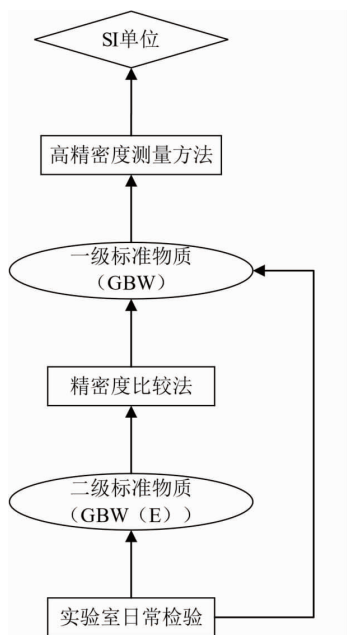 SI单位
高精密度测量方法
一级标准物质
（GBW）
精密度比较法
二级标准物质
（GBW（E））
实验室日常检验